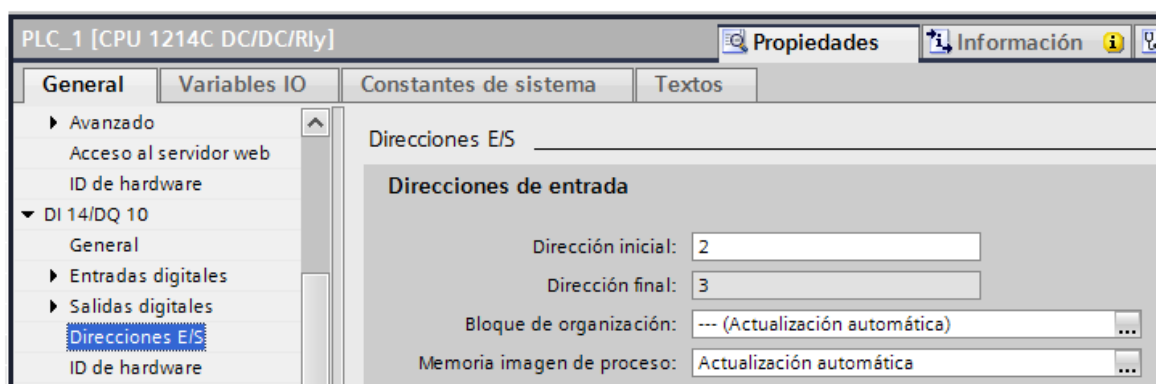 PLC_1 [CPU 1214C DC/DC/Rly]
Propiedades
Información
General
Variables IO
Constantes de sistema
Textos
Avanzado
Acceso al servidor web
ID de hardware
DI 14/DQ 10
General
Entradas digitales
Salidas digitales
Direcciones E/S
ID de hardware
Direcciones E/S
Direcciones de entrada
Dirección inicial: 2
Dirección final: 3
Bloque de organización: --- (Actualización automática) ...
Memoria imagen de proceso: Actualización automática ...